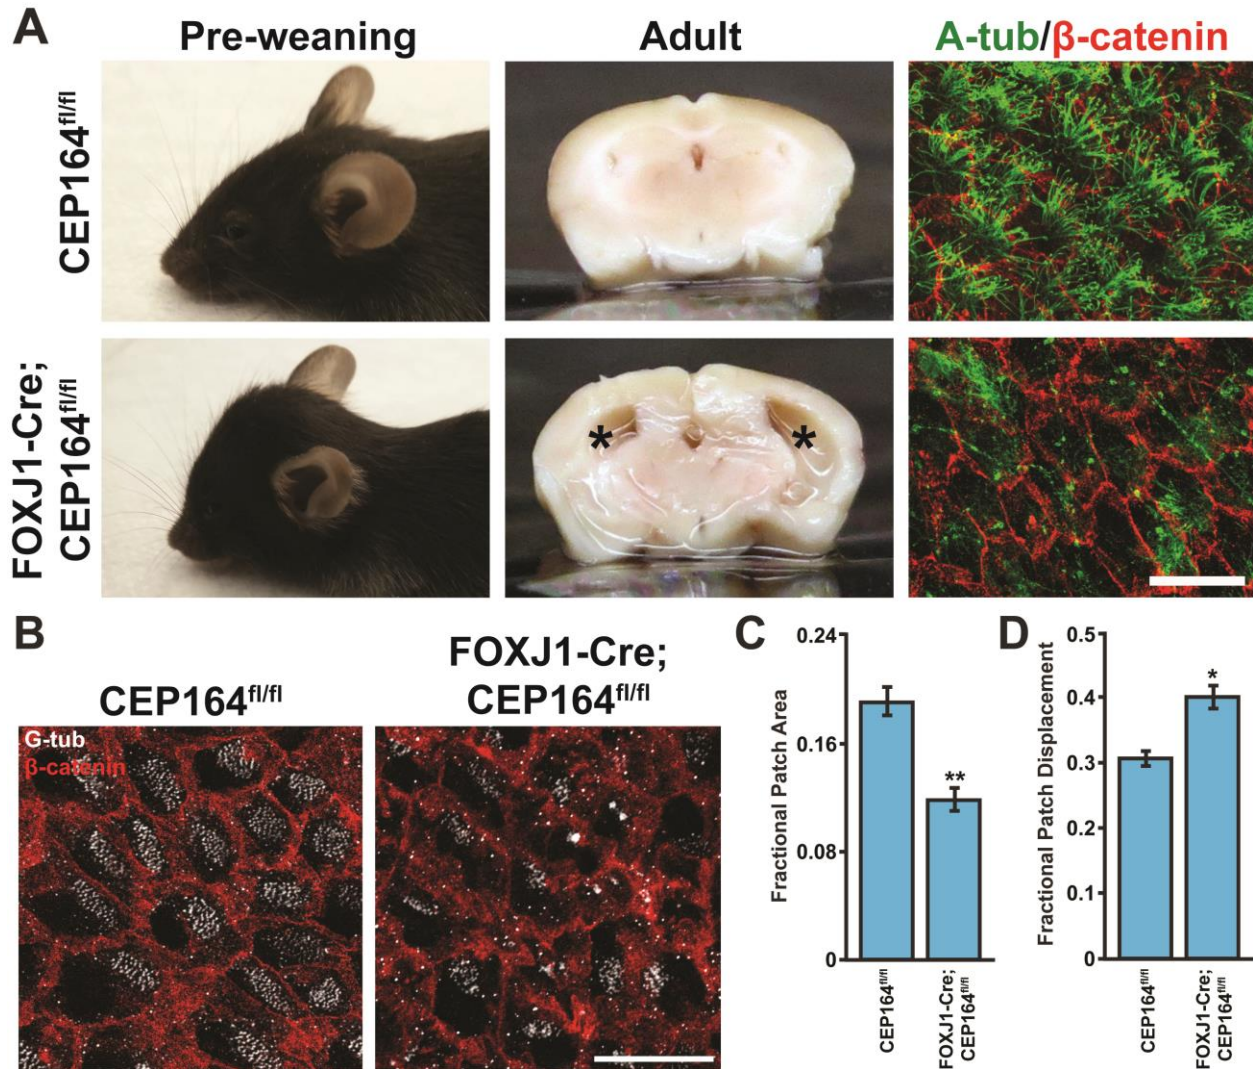 A
Pre-weaning
Adult
A-tub/β-catenin
CEP164fl/fl
FOXJ1-Cre;
CEP164fl/fl
*
*
B
CEP164fl/fl
FOXJ1-Cre;
CEP164fl/fl
G-tub
β-catenin
C
Fractional Patch Area
0.24
0.16
0.08
0
**
CEP164fl/fl
FOXJ1-Cre;
CEP164fl/fl
D
Fractional Patch Displacement
0.5
0.4
0.3
0.2
0.1
0
*
CEP164fl/fl
FOXJ1-Cre;
CEP164fl/fl